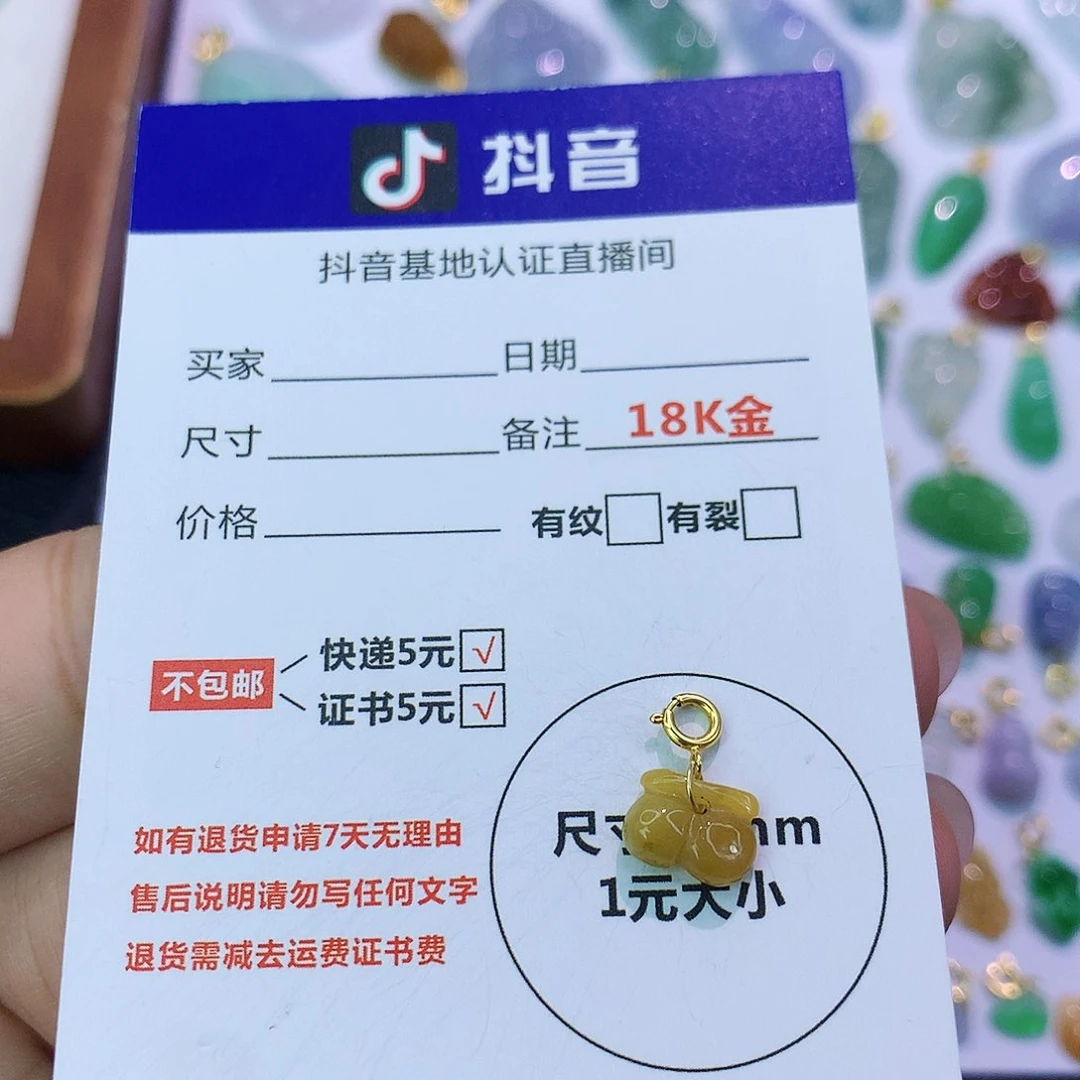 抖音
抖音基地认证直播间
买家 日期
尺寸 备注 18K金
价格 有纹 有裂
不包邮
快递5元 √
证书5元 √
如有退货申请7天无理由
售后说明请勿写任何文字
退货需减去运费证书费
尺 mm
1元大小